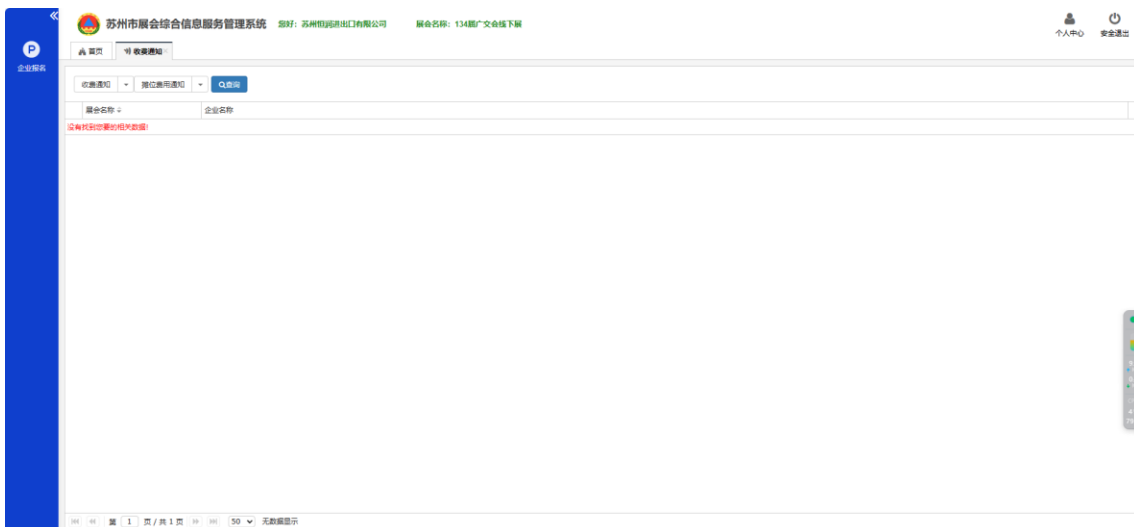 苏州市展会综合信息服务管理系统 您好：苏州恒润进出口有限公司 展会名称：134届广交会线下展
个人中心 安全退出
企业报名
首页 收费通知
收费通知 摊位费用通知 查询
展会名称 企业名称
没有找到您要的相关数据!
第 1 页/共1页 50 无数据显示